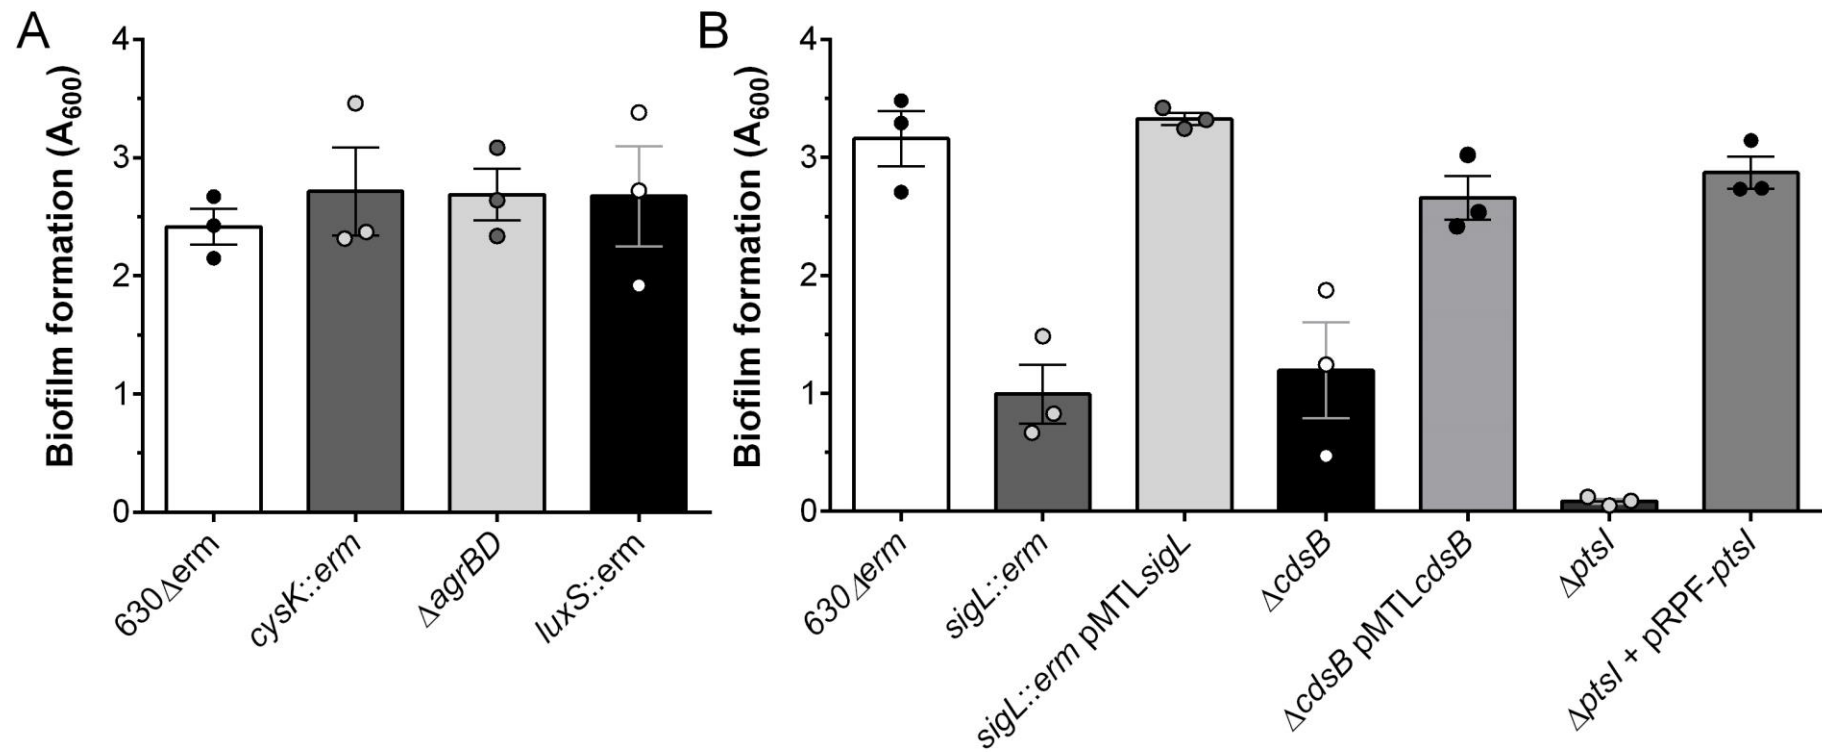 A
Biofilm formation (A600)
4
3
2
1
0
630Δerm
cysK::erm
ΔagrBD
luxS::erm
B
Biofilm formation (A600)
4
3
2
1
0
630Δerm
sigL::erm
sigL::erm pMTLsigL
ΔcdsB
ΔcdsB pMTLcdsB
ΔptsI
ΔptsI + pRPF-ptsI